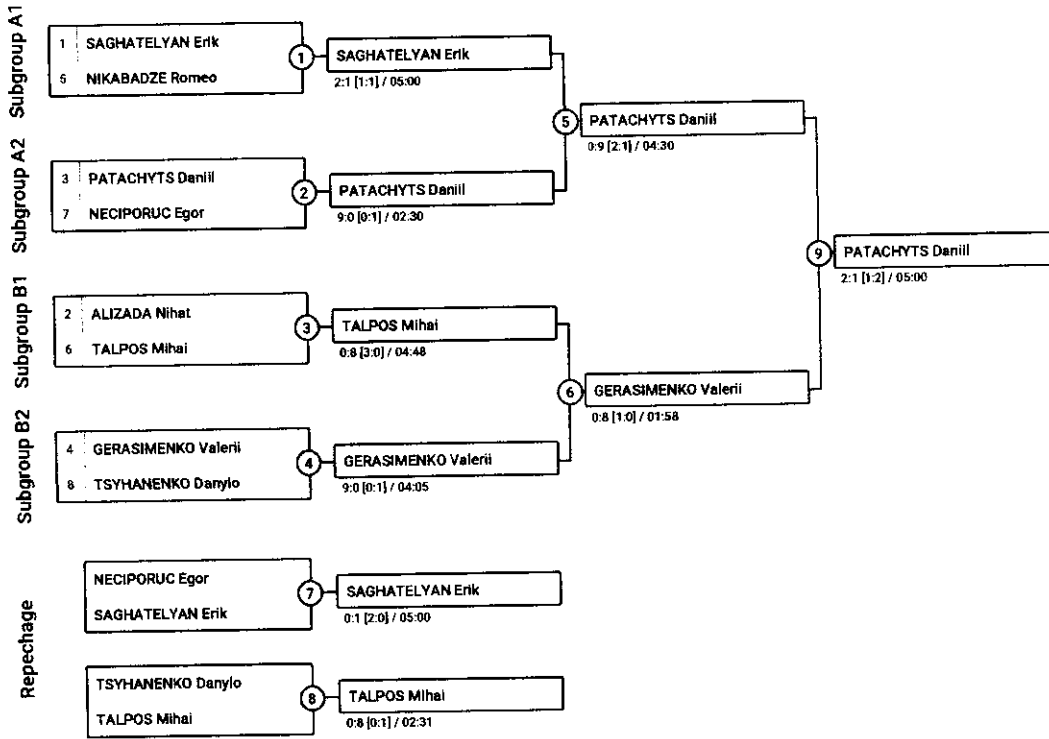 Subgroup A1
1 SAGHATELYAN Erik
5 NIKABADZE Romeo
1
SAGHATELYAN Erik
2:1 [1:1] / 05:00
Subgroup A2
3 PATACHYTS Daniil
7 NECIPORUC Egor
2
PATACHYTS Daniil
9:0 [0:1] / 02:30
5
PATACHYTS Daniil
0:9 [2:1] / 04:30
Subgroup B1
2 ALIZADA Nihat
6 TALPOS Mihai
3
TALPOS Mihai
0:8 [3:0] / 04:48
Subgroup B2
4 GERASIMENKO Valerii
8 TSYHANENKO Danylo
4
GERASIMENKO Valerii
9:0 [0:1] / 04:05
6
GERASIMENKO Valerii
0:8 [1:0] / 01:58
9
PATACHYTS Daniil
2:1 [1:2] / 05:00
Repechage
NECIPORUC Egor
SAGHATELYAN Erik
7
SAGHATELYAN Erik
0:1 [2:0] / 05:00
TSYHANENKO Danylo
TALPOS Mihai
8
TALPOS Mihai
0:8 [0:1] / 02:31